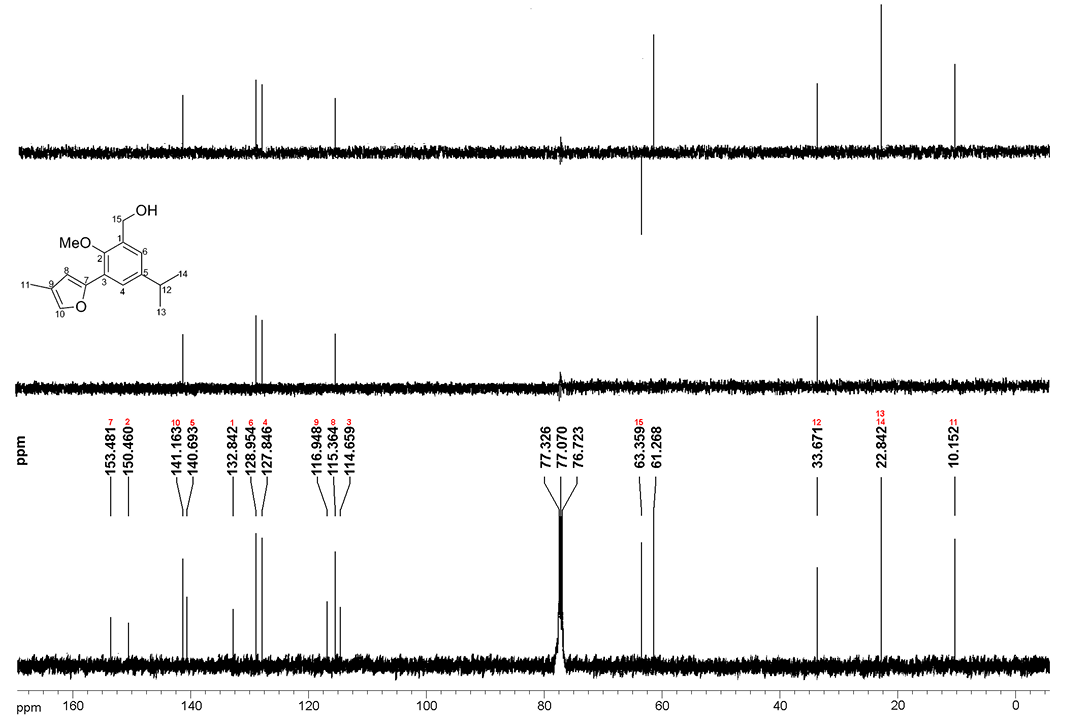 15 OH
MeO 1 6
2
8 5 14
11 9 7 3 12
4
10 O 13
ppm
7 2 10 5 1 6 4 9 8 3 15 12 13 11
14
153.481 150.460 141.163 140.693 132.842 128.954 127.846 116.948 115.364 114.659 77.326 77.070 76.723 63.359 61.268 33.671 22.842 10.152
ppm 160 140 120 100 80 60 40 20 0